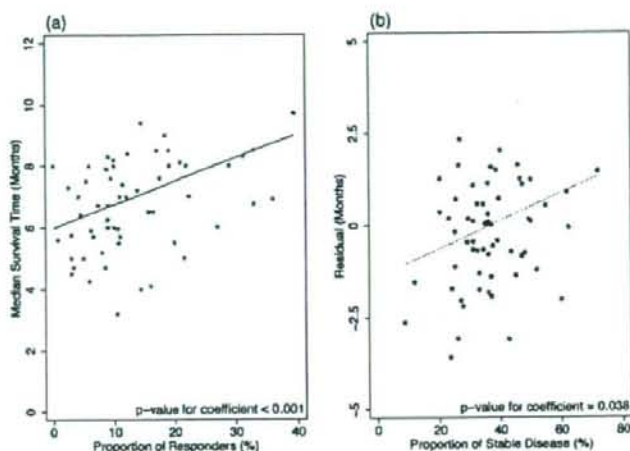 (a)
12
10
8
6
4
2
0
Median Survival Time (Months)
p-value for coefficient < 0.001
0 10 20 30 40
Proportion of Responders (%)
(b)
5
2.5
0
-2.5
-5
Residual (Months)
p-value for coefficient = 0.038
0 20 40 60 80
Proportion of Stable Disease (%)